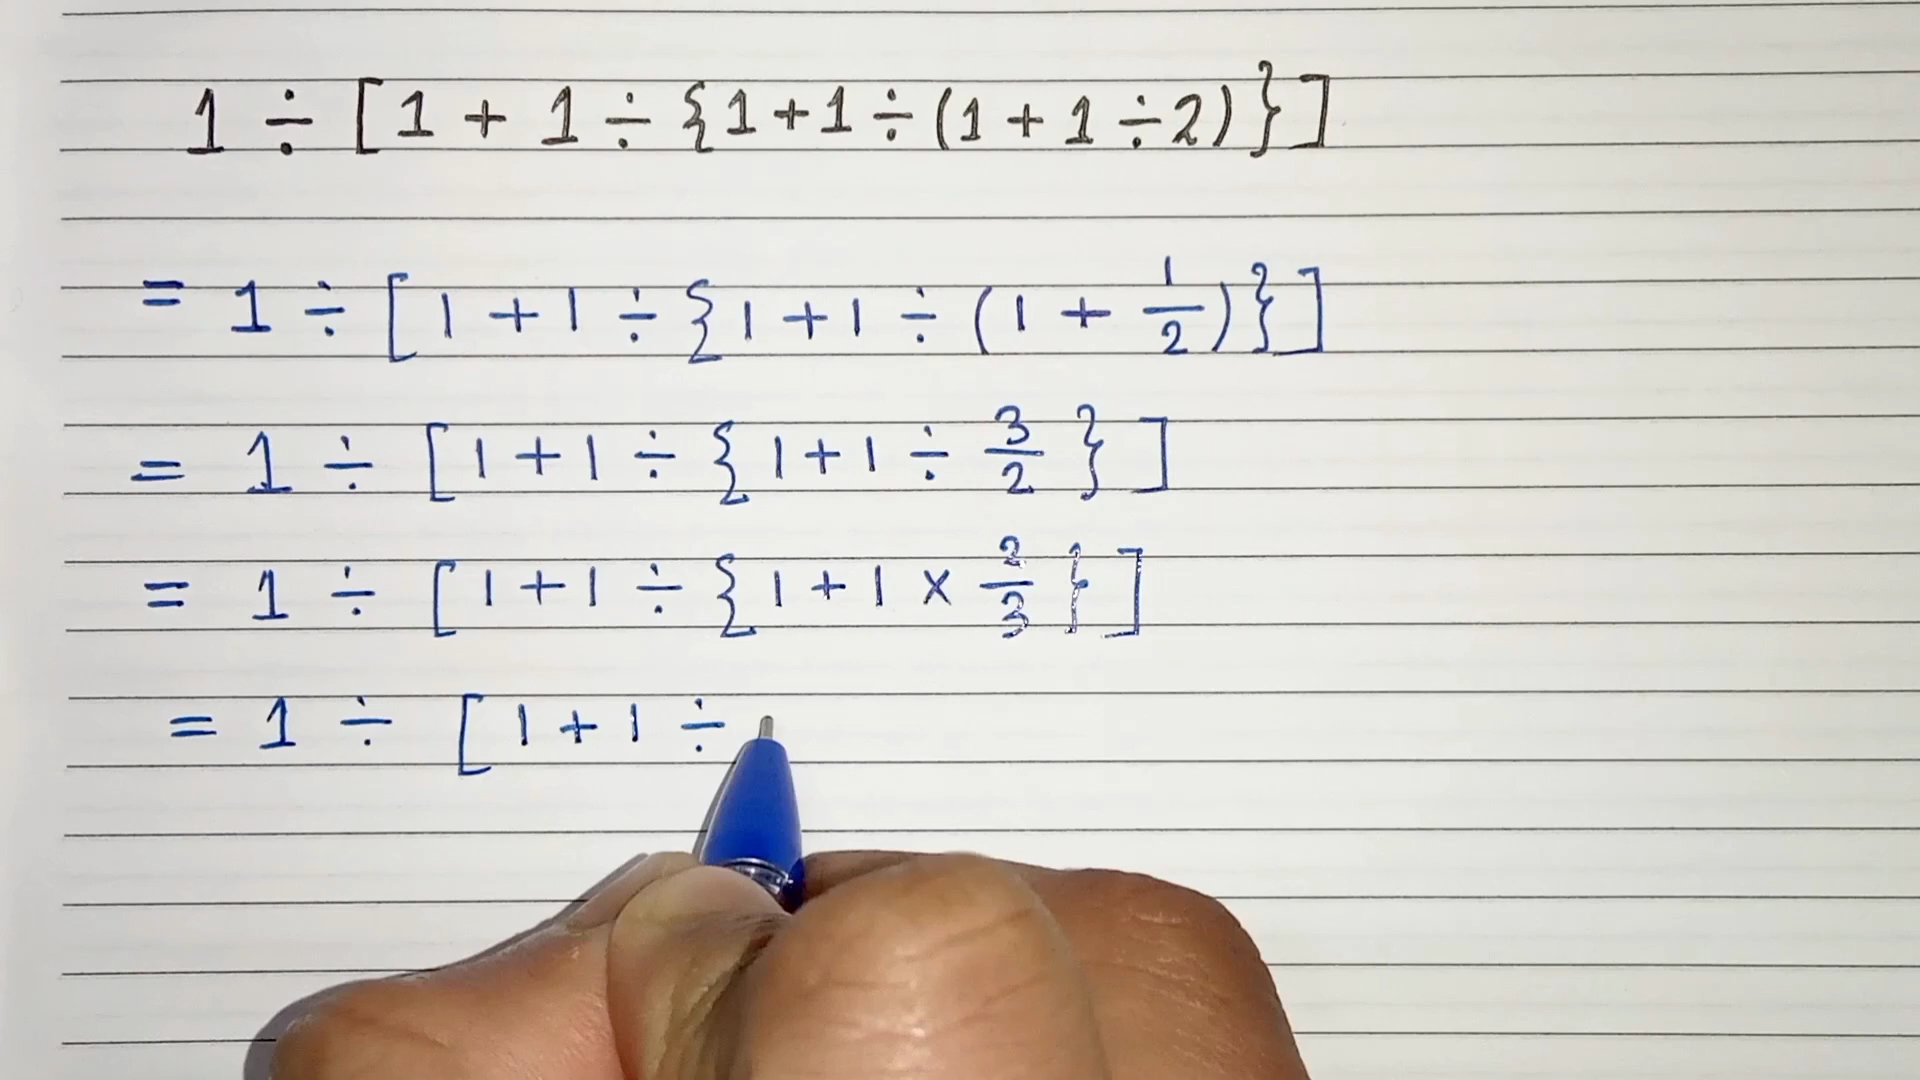 1 ÷ [1 + 1 ÷ {1+1 ÷ (1 + 1 ÷ 2)}]
= 1 ÷ [1 + 1 ÷ {1 + 1 ÷ (1 + 1/2)}]
= 1 ÷ [1 + 1 ÷ {1 + 1 ÷ 3/2}]
= 1 ÷ [1 + 1 ÷ {1 + 1 × 2/3}]
= 1 ÷ [1 + 1 ÷